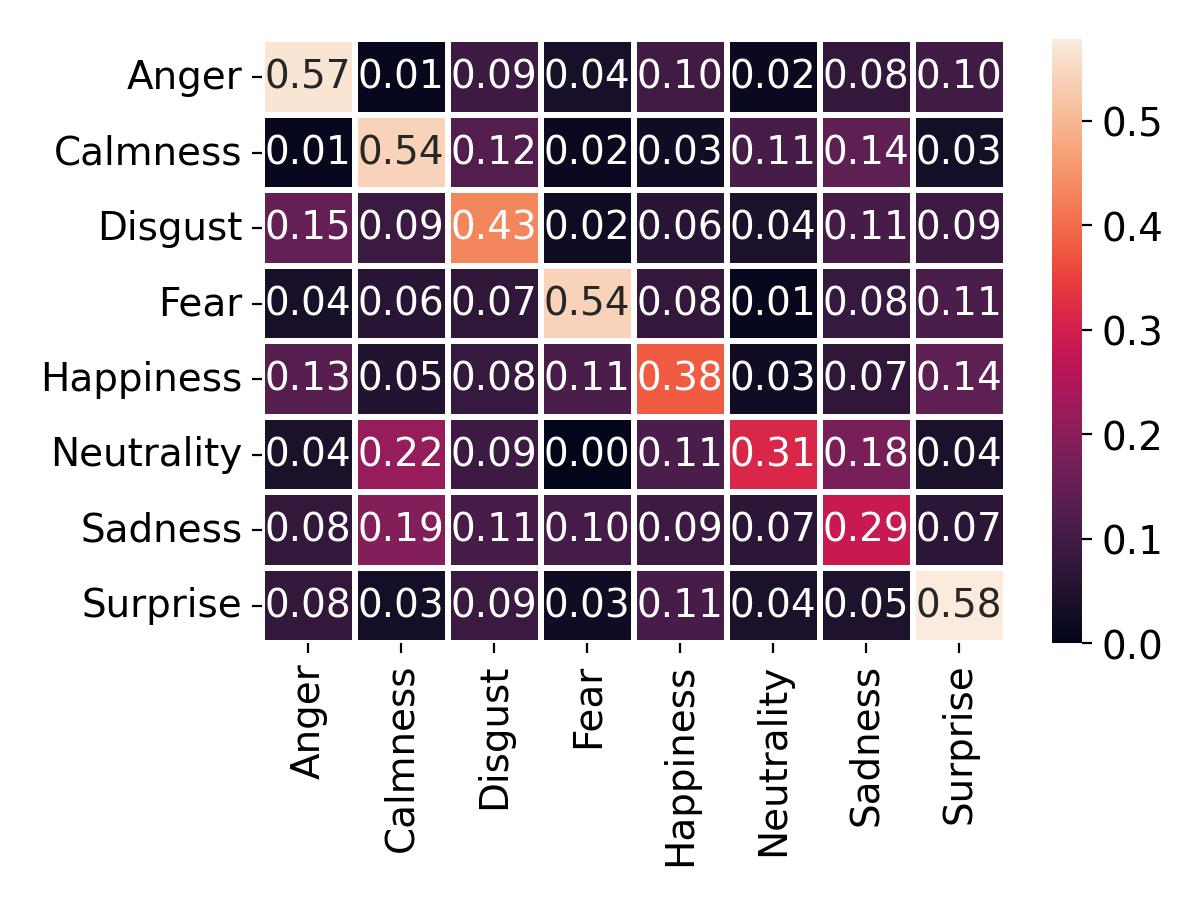 Anger 0.57 0.01 0.09 0.04 0.10 0.02 0.08 0.10
Calmness 0.01 0.54 0.12 0.02 0.03 0.11 0.14 0.03
Disgust 0.15 0.09 0.43 0.02 0.06 0.04 0.11 0.09
Fear 0.04 0.06 0.07 0.54 0.08 0.01 0.08 0.11
Happiness 0.13 0.05 0.08 0.11 0.38 0.03 0.07 0.14
Neutrality 0.04 0.22 0.09 0.00 0.11 0.31 0.18 0.04
Sadness 0.08 0.19 0.11 0.10 0.09 0.07 0.29 0.07
Surprise 0.08 0.03 0.09 0.03 0.11 0.04 0.05 0.58
Anger Calmness Disgust Fear Happiness Neutrality Sadness Surprise
0.5
0.4
0.3
0.2
0.1
0.0